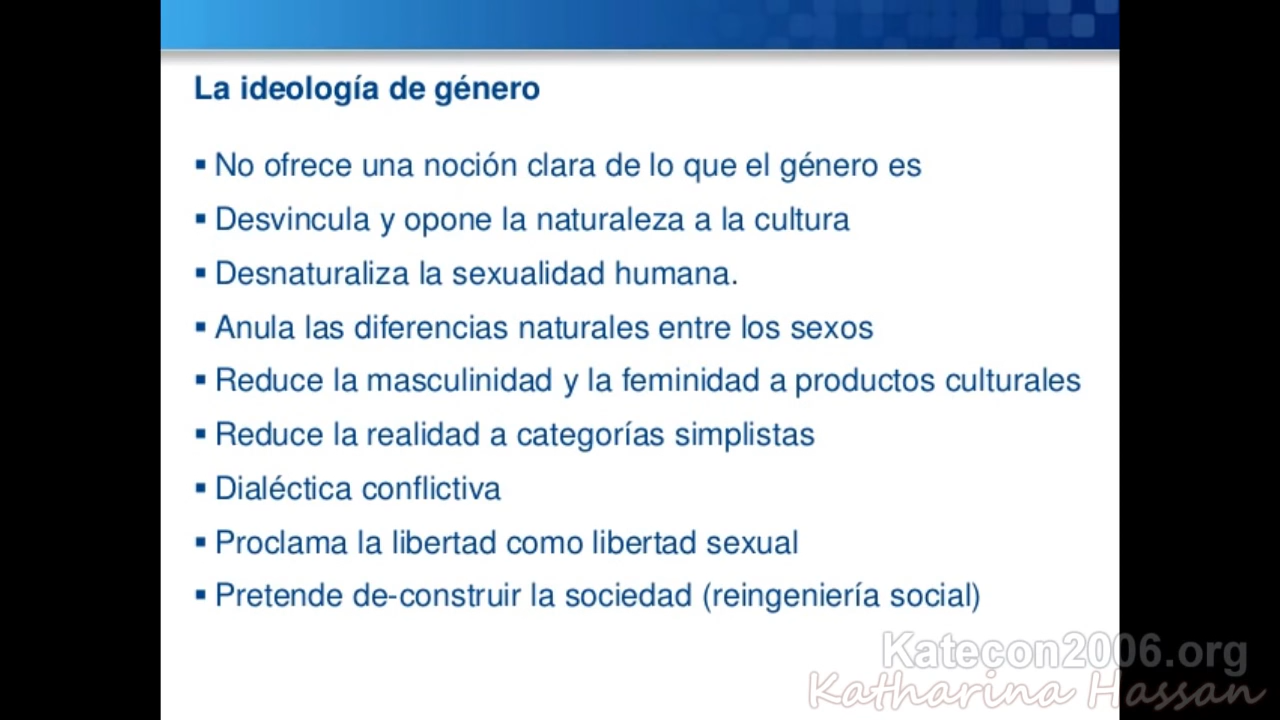 La ideología de género
▪ No ofrece una noción clara de lo que el género es
▪ Desvincula y opone la naturaleza a la cultura
▪ Desnaturaliza la sexualidad humana.
▪ Anula las diferencias naturales entre los sexos
▪ Reduce la masculinidad y la feminidad a productos culturales
▪ Reduce la realidad a categorías simplistas
▪ Dialéctica conflictiva
▪ Proclama la libertad como libertad sexual
▪ Pretende de-construir la sociedad (reingeniería social)
Katecon2006.org
Katharina Hassan